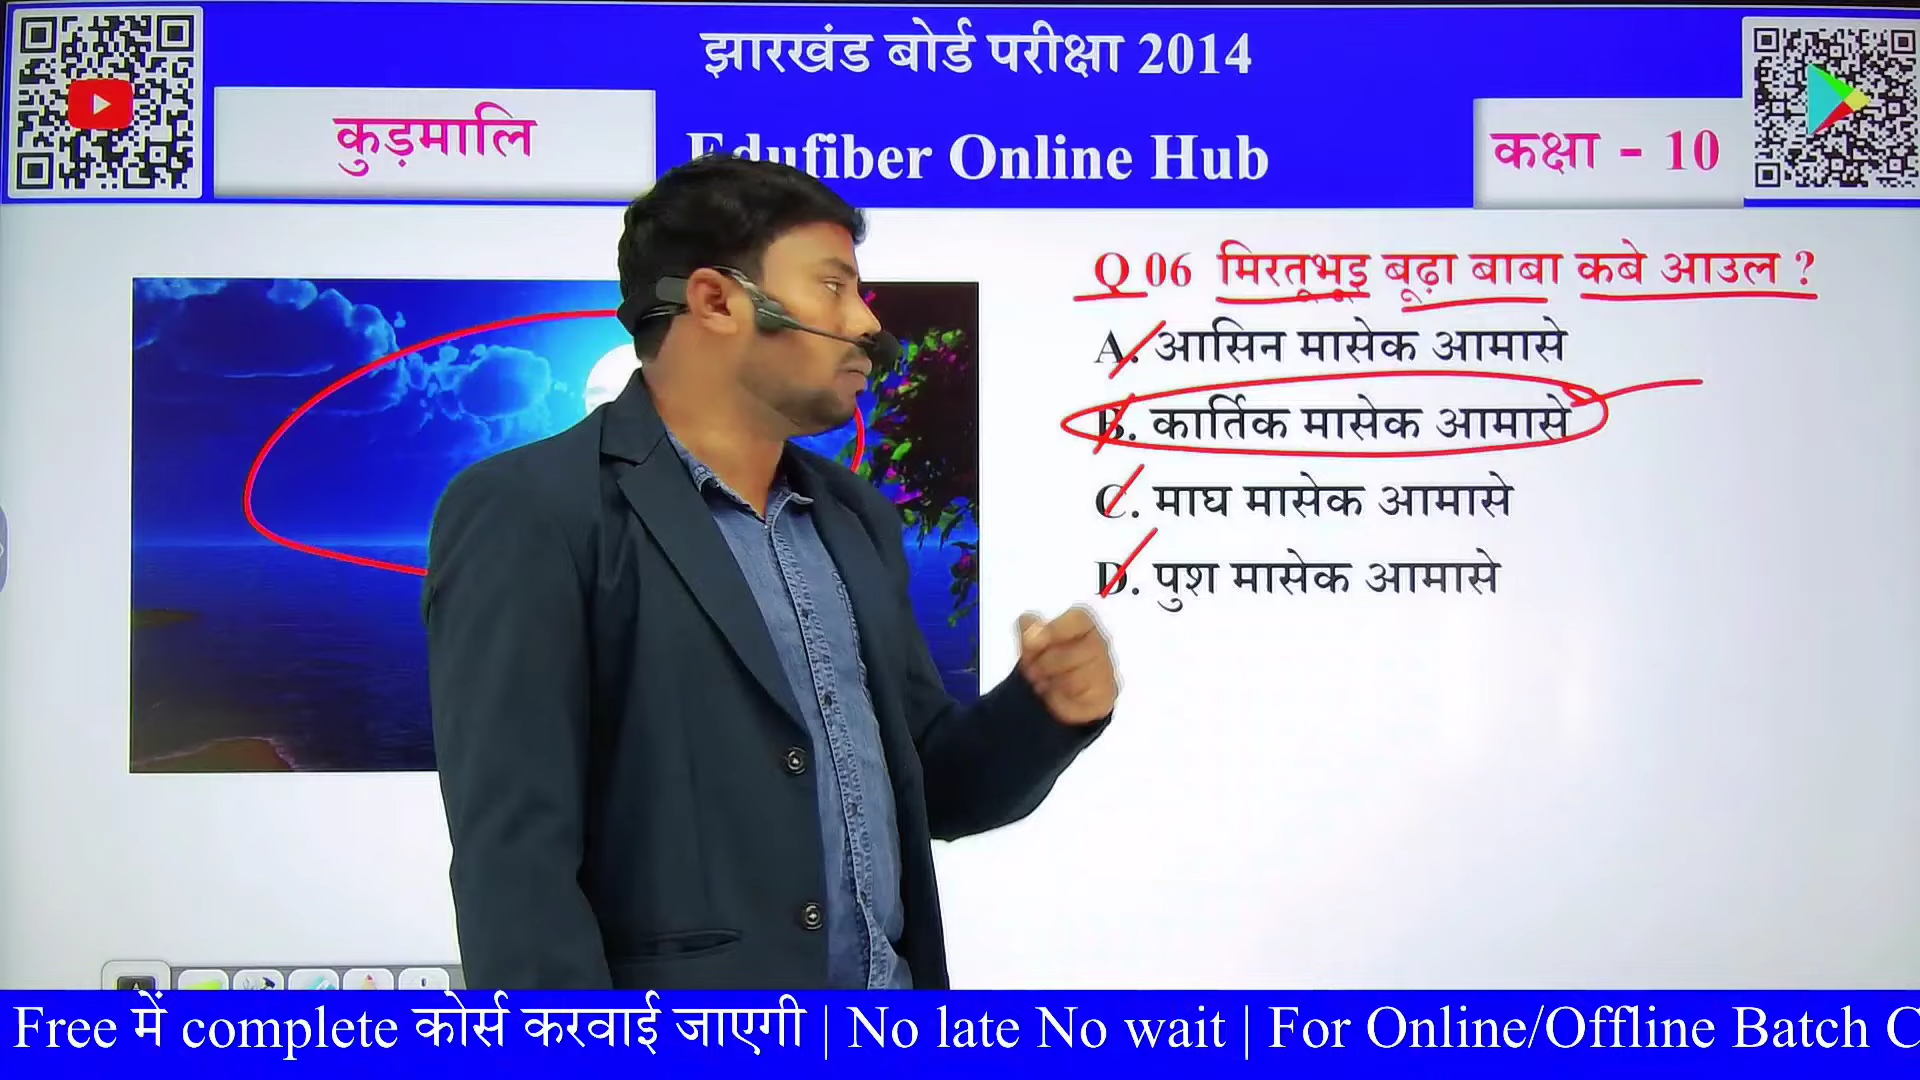 झारखंड बोर्ड परीक्षा 2014
कुड़मालि
Edufiber Online Hub
कक्षा - 10
Q 06 मिरतूभूइ बूढ़ा बाबा कबे आउल ?
A. आसिन मासेक आमासे
B. कार्तिक मासेक आमासे
C. माघ मासेक आमासे
D. पुश मासेक आमासे
Free में complete कोर्स करवाई जाएगी | No late No wait | For Online/Offline Batch C